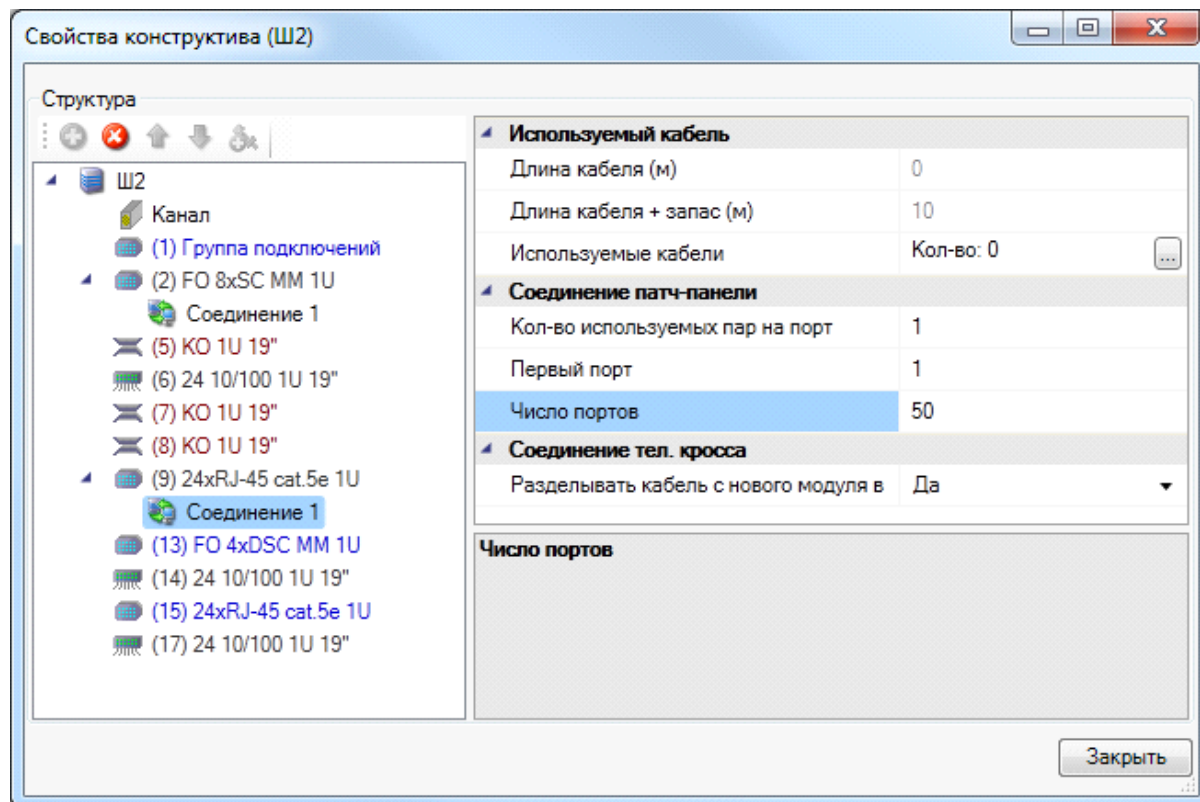 Свойства конструктива (Ш2)
Структура
Ш2
Канал
(1) Группа подключений
(2) FO 8xSC MM 1U
Соединение 1
(5) КО 1U 19"
(6) 24 10/100 1U 19"
(7) КО 1U 19"
(8) КО 1U 19"
(9) 24xRJ-45 cat.5e 1U
Соединение 1
(13) FO 4xDSC MM 1U
(14) 24 10/100 1U 19"
(15) 24xRJ-45 cat.5e 1U
(17) 24 10/100 1U 19"
Используемый кабель
Длина кабеля (м) 0
Длина кабеля + запас (м) 10
Используемые кабели Кол-во: 0 ...
Соединение патч-панели
Кол-во используемых пар на порт 1
Первый порт 1
Число портов 50
Соединение тел. кросса
Разделывать кабель с нового модуля в Да
Число портов
Закрыть